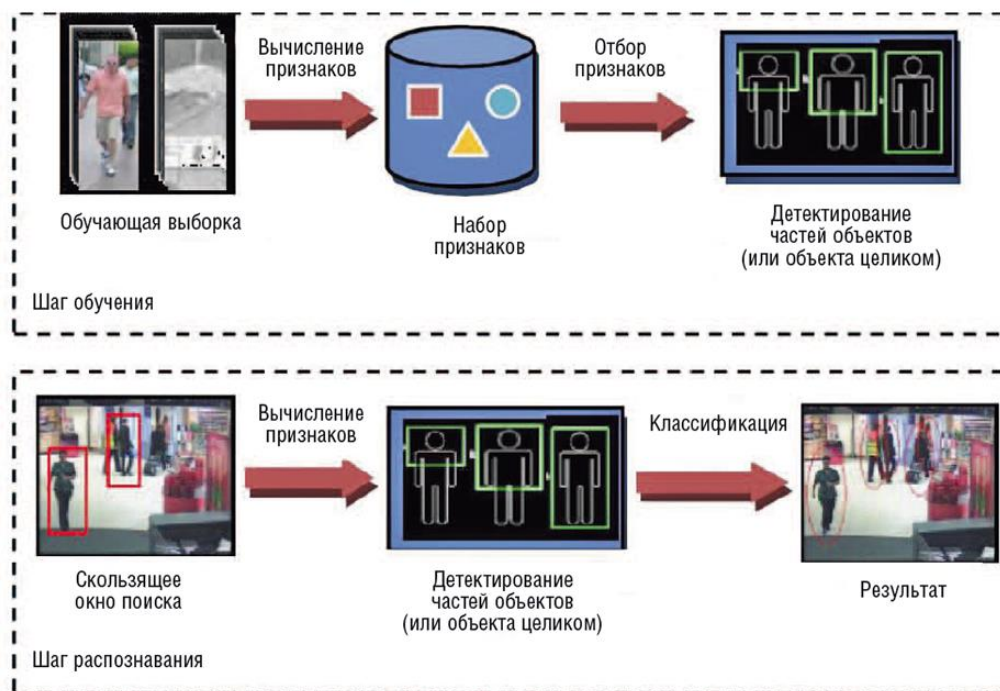 Вычисление
признаков
Отбор
признаков
Обучающая выборка
Набор
признаков
Детектирование
частей объектов
(или объекта целиком)
Шаг обучения
Вычисление
признаков
Классификация
Скользящее
окно поиска
Детектирование
частей объектов
(или объекта целиком)
Результат
Шаг распознавания